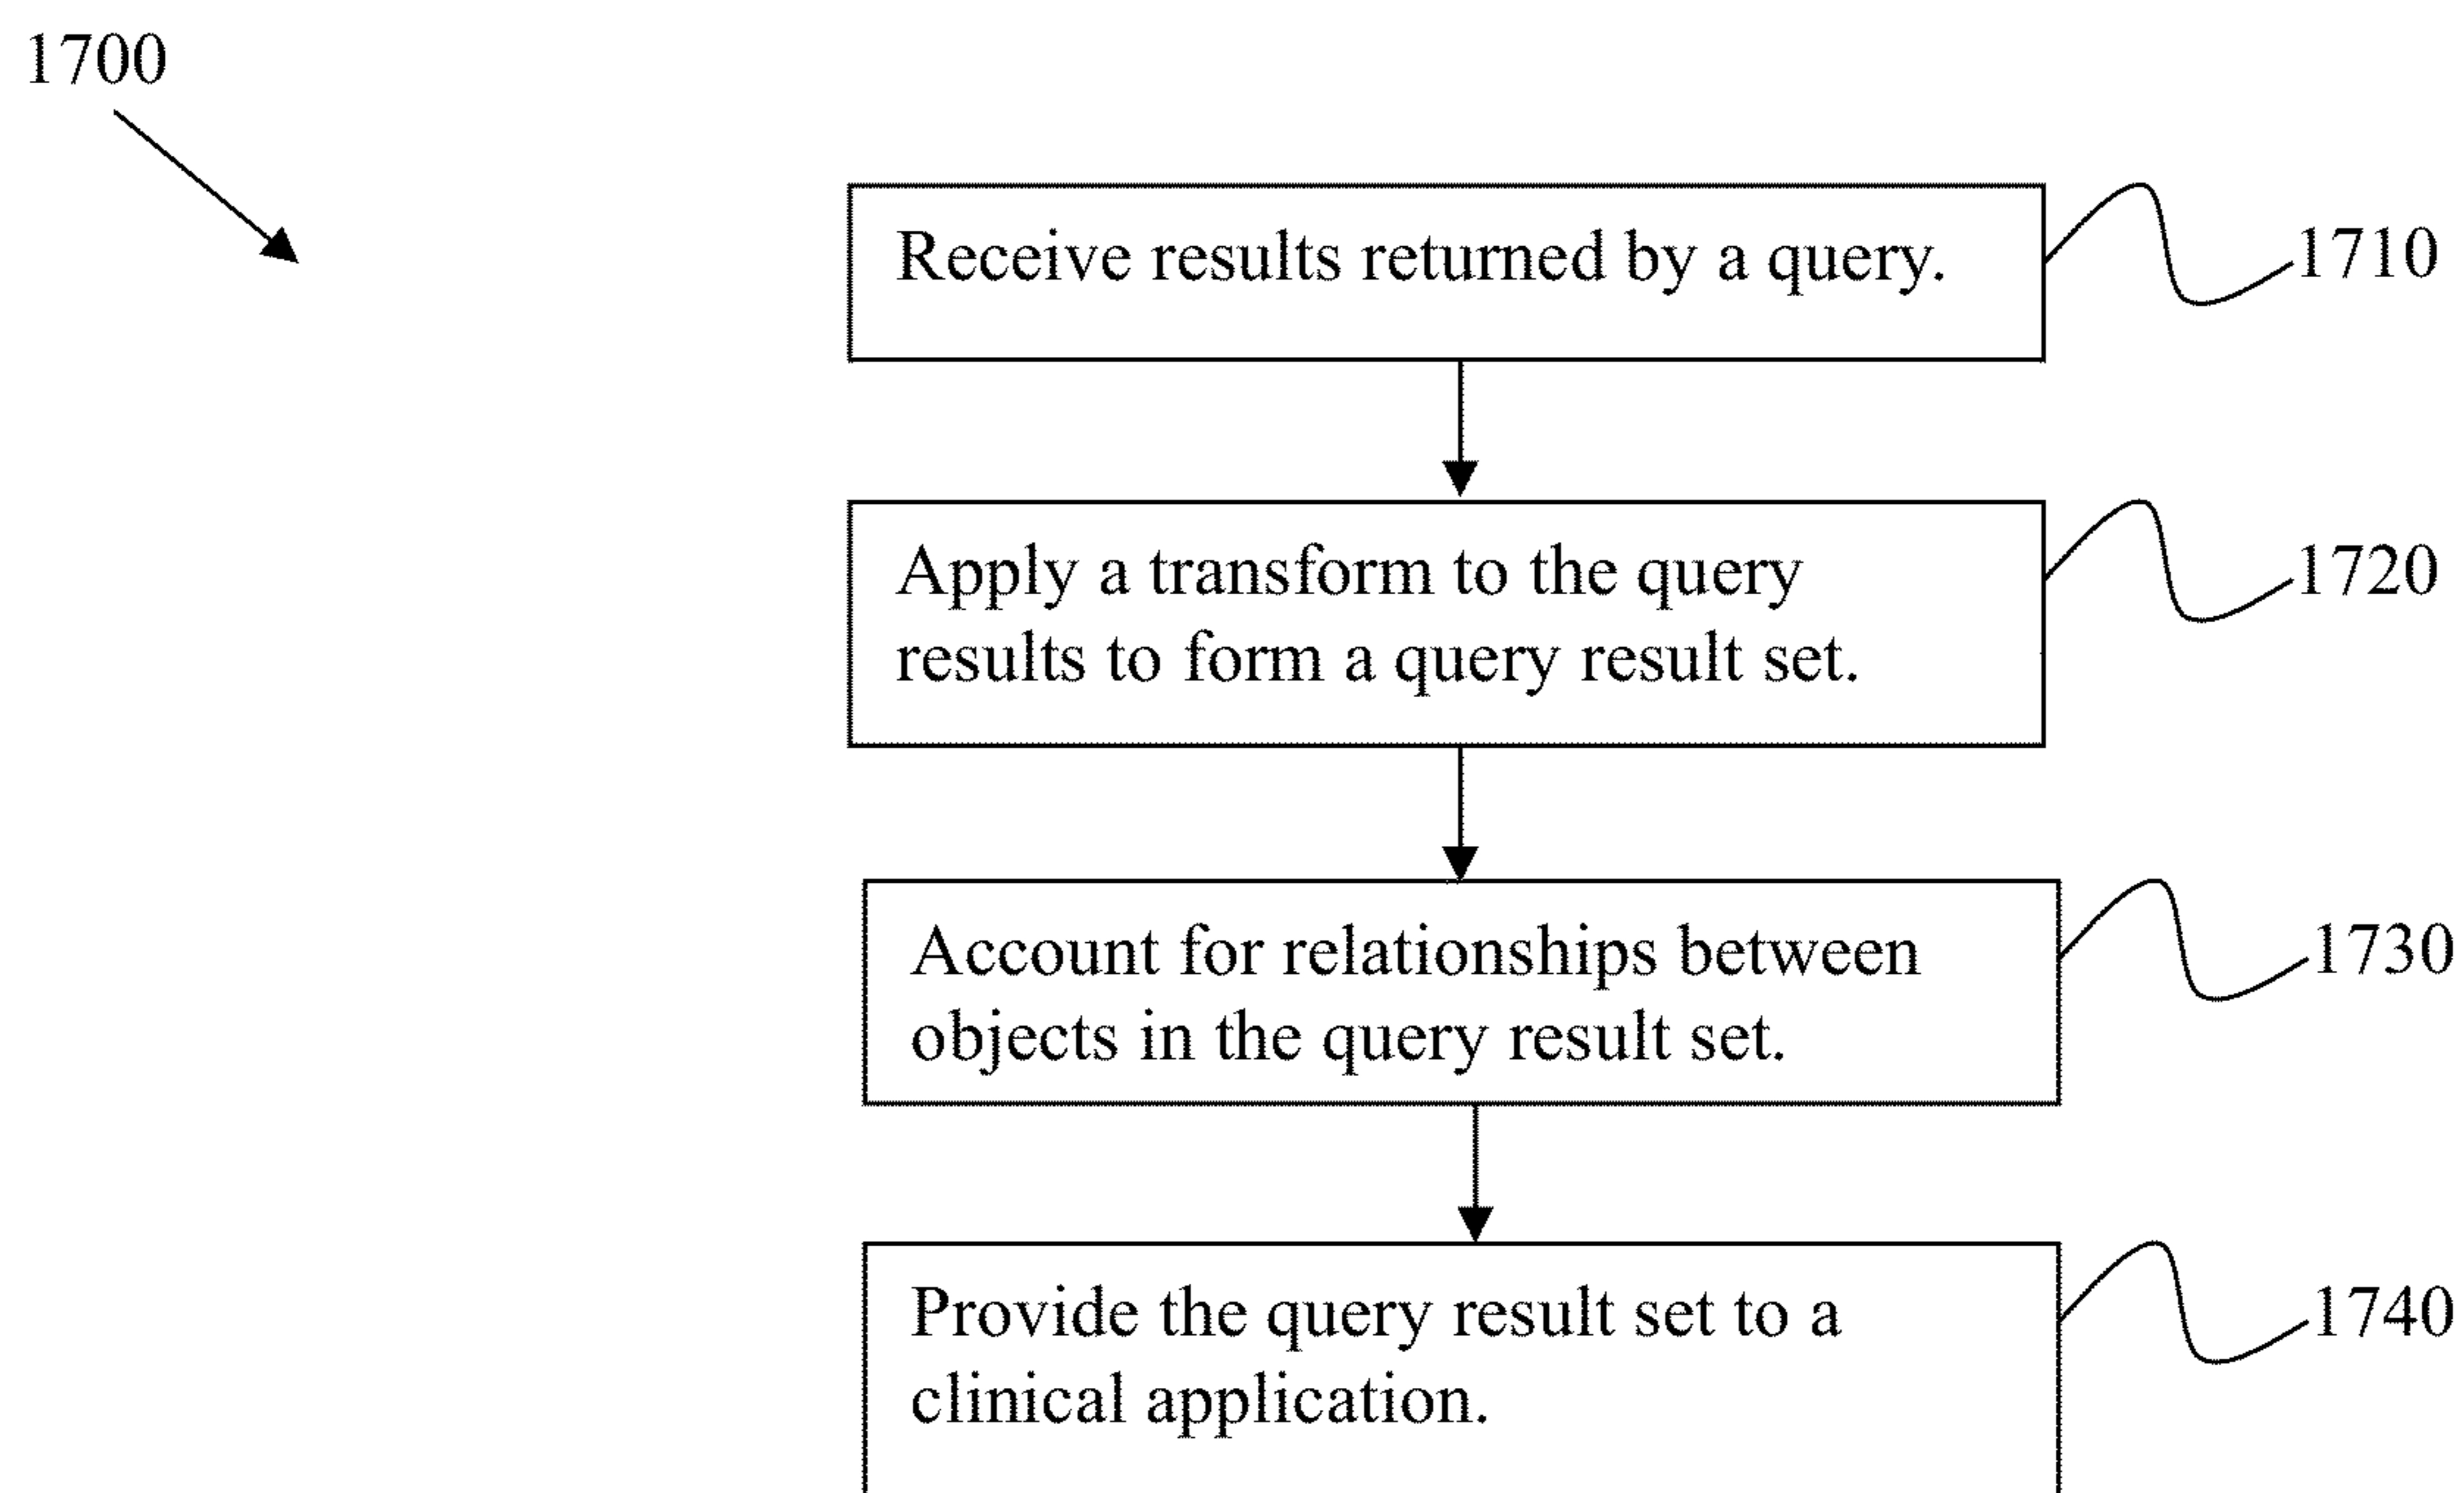 1700
Receive results returned by a query.
1710
Apply a transform to the query
results to form a query result set.
1720
Account for relationships between
objects in the query result set.
1730
Provide the query result set to a
clinical application.
1740